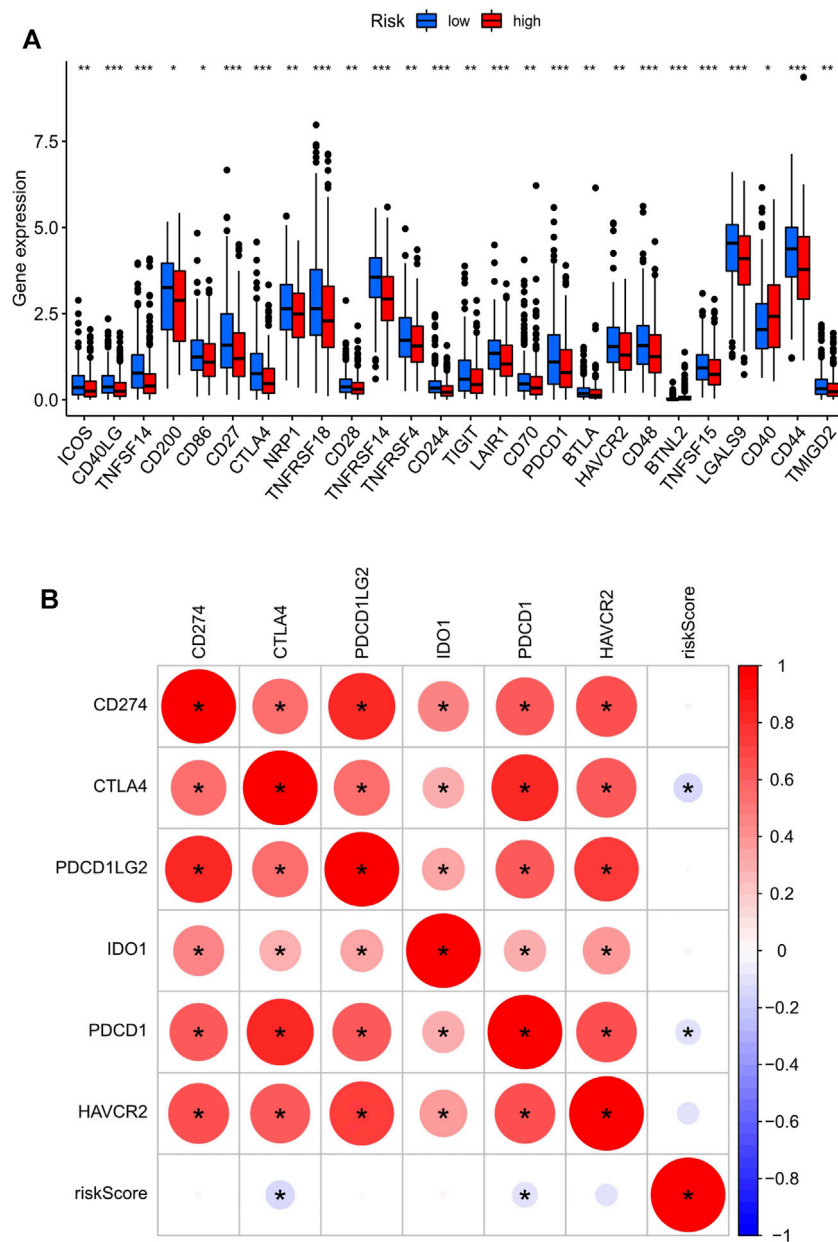 A
Risk low high
** *** *** * * *** *** ** *** ** *** ** *** ** *** ** *** ** ** *** *** *** *** * *** **
Gene expression
7.5
5.0
2.5
0.0
ICOS CD40LG TNFSF14 CD200 CD86 CD27 CTLA4 NRP1 TNFRSF18 CD28 TNFRSF14 TNFRSF4 CD244 TIGIT LAIR1 CD70 PDCD1 BTLA HAVCR2 CD48 BTNL2 TNFSF15 LGALS9 CD40 CD44 TMIGD2
B
CD274 CTLA4 PDCD1LG2 IDO1 PDCD1 HAVCR2 riskScore
CD274 * * * * * *
CTLA4 * * * * * * *
PDCD1LG2 * * * * * *
IDO1 * * * * * *
PDCD1 * * * * * * *
HAVCR2 * * * * * *
riskScore * * *
1
0.8
0.6
0.4
0.2
0
−0.2
−0.4
−0.6
−0.8
−1